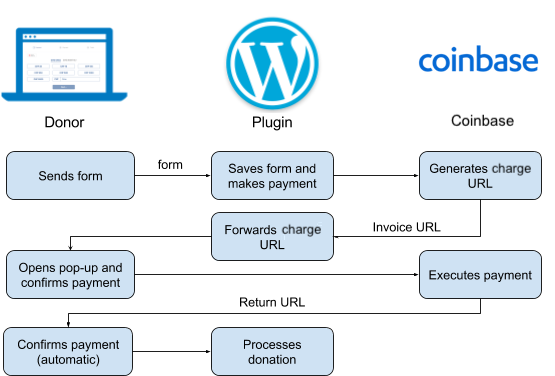 coinbase
Donor
Plugin
Coinbase
Sends form
form
Saves form and
makes payment
Generates charge
URL
Forwards charge
URL
Invoice URL
Opens pop-up and
confirms payment
Executes payment
Return URL
Confirms payment
(automatic)
Processes
donation